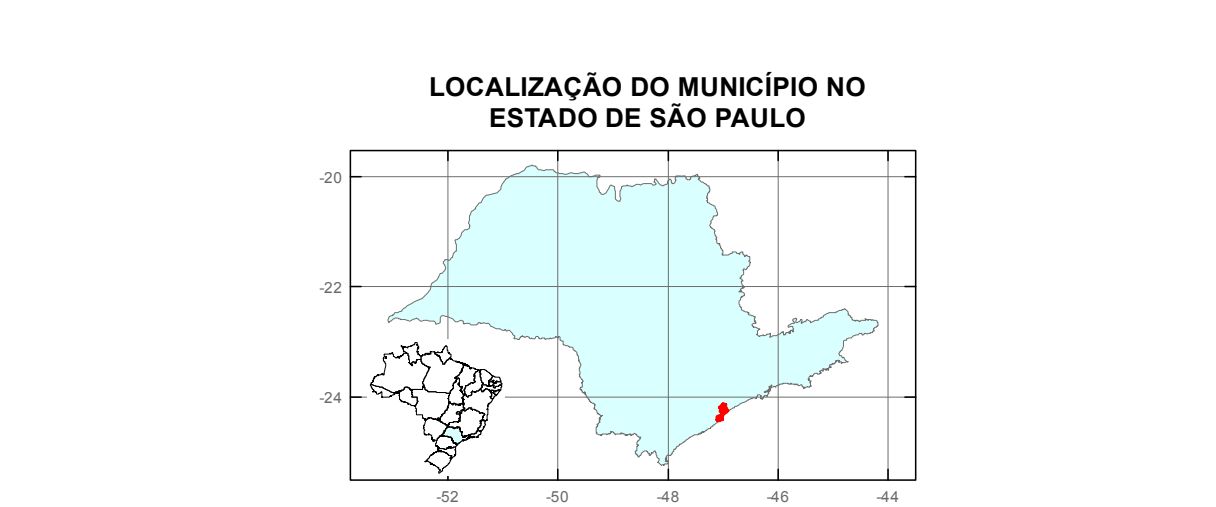 LOCALIZAÇÃO DO MUNICÍPIO NO
ESTADO DE SÃO PAULO
-20
-22
-24
-52 -50 -48 -46 -44